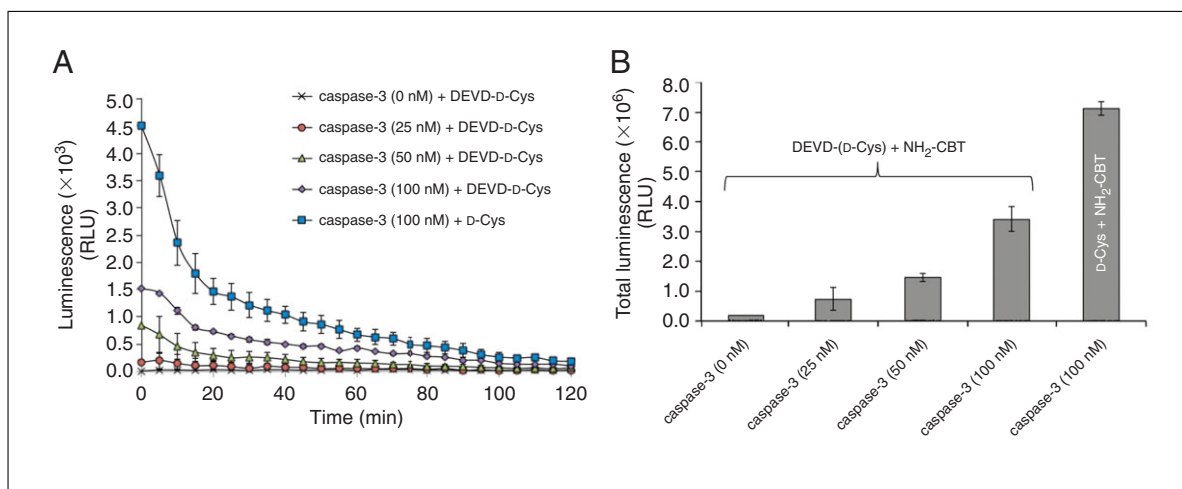 A
Luminescence (×10³)
(RLU)
5.0
4.5
4.0
3.5
3.0
2.5
2.0
1.5
1.0
0.5
0.0
caspase-3 (0 nM) + DEVD-D-Cys
caspase-3 (25 nM) + DEVD-D-Cys
caspase-3 (50 nM) + DEVD-D-Cys
caspase-3 (100 nM) + DEVD-D-Cys
caspase-3 (100 nM) + D-Cys
0 20 40 60 80 100 120
Time (min)
B
Total luminescence (×10⁶)
(RLU)
8.0
7.0
6.0
5.0
4.0
3.0
2.0
1.0
0.0
DEVD-(D-Cys) + NH₂-CBT
D-Cys + NH₂-CBT
caspase-3 (0 nM)
caspase-3 (25 nM)
caspase-3 (50 nM)
caspase-3 (100 nM)
caspase-3 (100 nM)